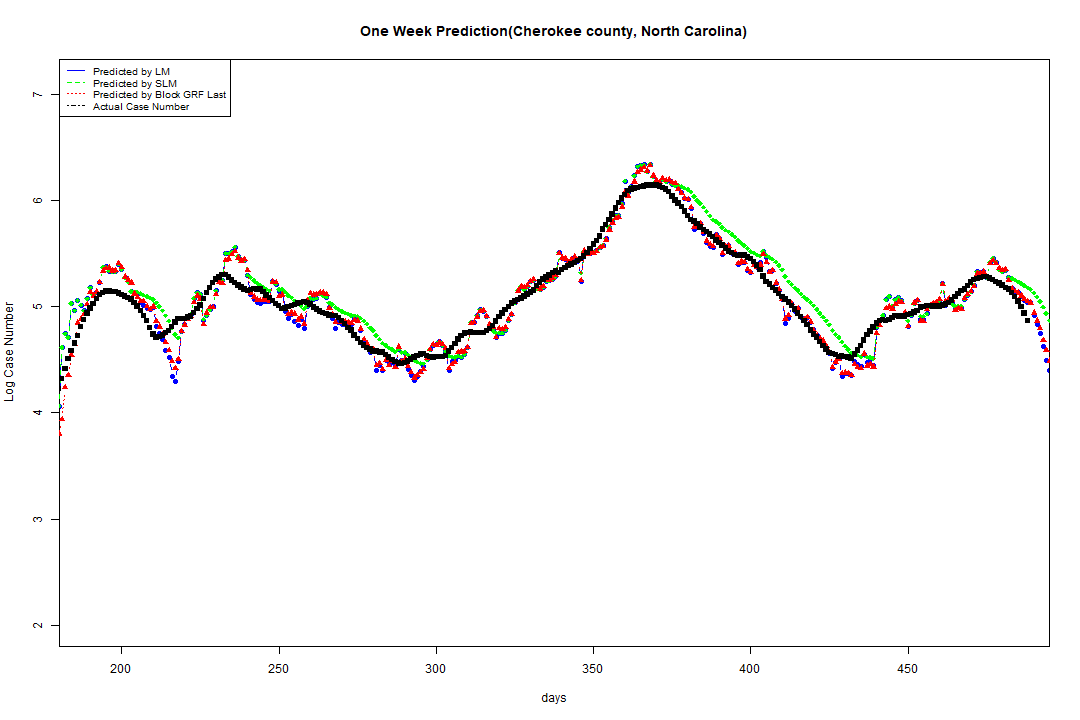 One Week Prediction(Cherokee county, North Carolina)
Predicted by LM
Predicted by SLM
Predicted by Block GRF Last
Actual Case Number
Log Case Number
7
6
5
4
3
2
200 250 300 350 400 450
days